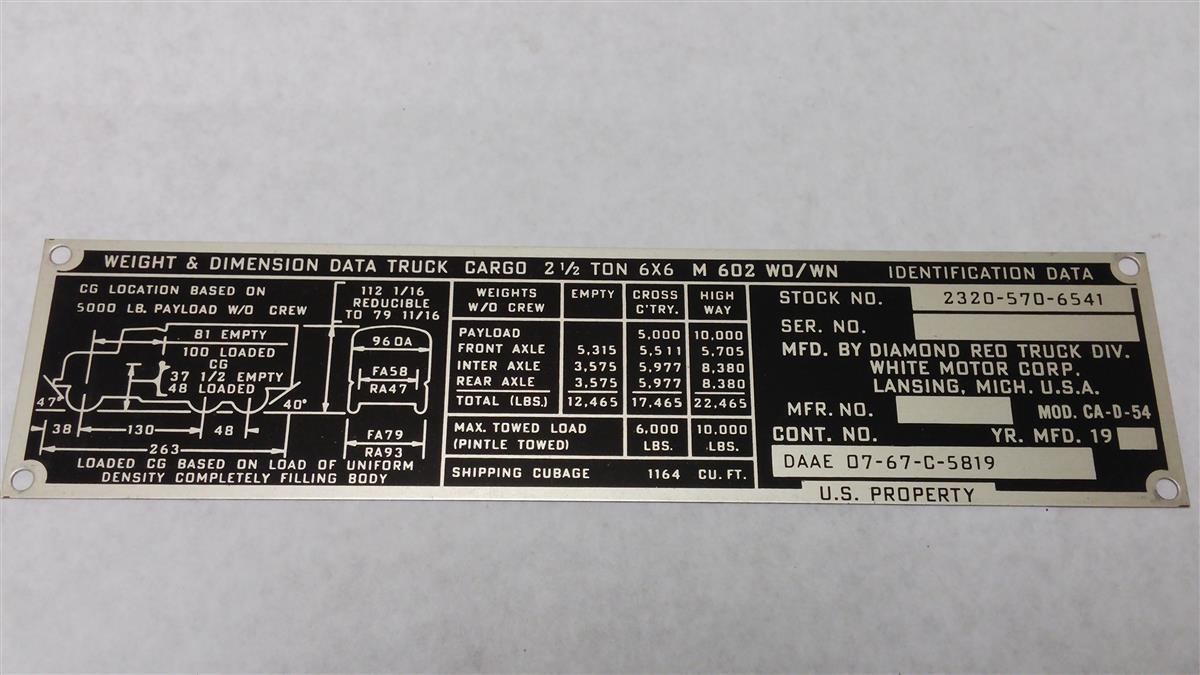 WEIGHT & DIMENSION DATA TRUCK CARGO 2 1/2 TON 6X6 M 602 WO/WN
IDENTIFICATION DATA
CG LOCATION BASED ON
5000 LB. PAYLOAD W/O CREW
112 1/16
REDUCIBLE
TO 79 11/16
81 EMPTY
100 LOADED
CG
37 1/2 EMPTY
48 LOADED
47°
40°
38
130
48
263
96 OA
FA58
RA47
FA79
RA93
LOADED CG BASED ON LOAD OF UNIFORM
DENSITY COMPLETELY FILLING BODY
WEIGHTS EMPTY CROSS HIGH
W/O CREW C'TRY. WAY
PAYLOAD 5,000 10,000
FRONT AXLE 5,315 5,511 5,705
INTER AXLE 3,575 5,977 8,380
REAR AXLE 3,575 5,977 8,380
TOTAL (LBS.) 12,465 17,465 22,465
MAX. TOWED LOAD 6,000 10,000
(PINTLE TOWED) LBS. LBS.
SHIPPING CUBAGE 1164 CU. FT.
STOCK NO. 2320-570-6541
SER. NO.
MFD. BY DIAMOND REO TRUCK DIV.
WHITE MOTOR CORP.
LANSING, MICH. U.S.A.
MFR. NO. MOD. CA-D-54
CONT. NO. YR. MFD. 19
DAAE 07-67-C-5819
U.S. PROPERTY